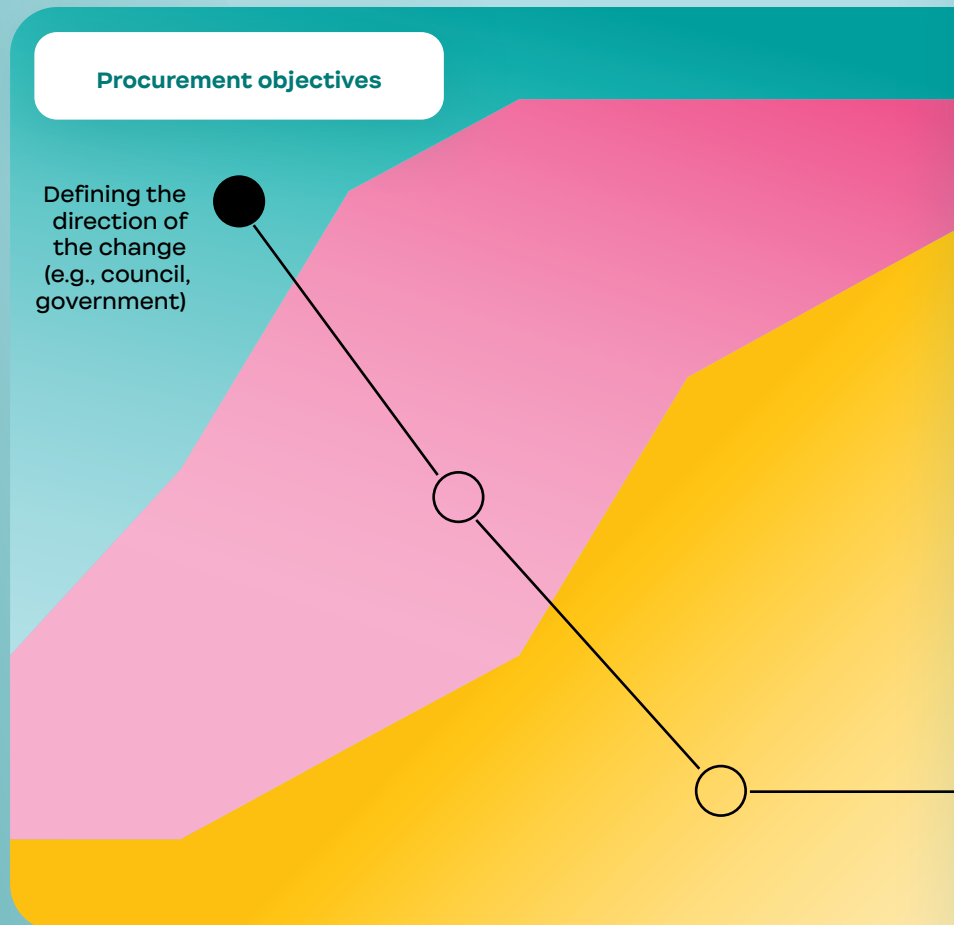 Procurement objectives
Defining the
direction of
the change
(e.g., council,
government)